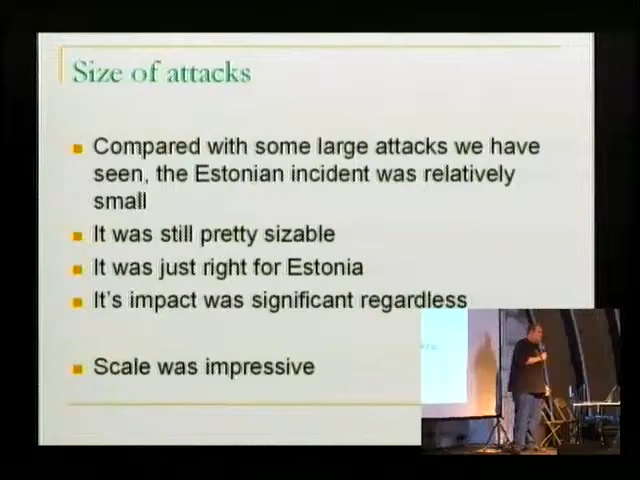 Size of attacks
Compared with some large attacks we have
seen, the Estonian incident was relatively
small
It was still pretty sizable
It was just right for Estonia
It's impact was significant regardless
Scale was impressive